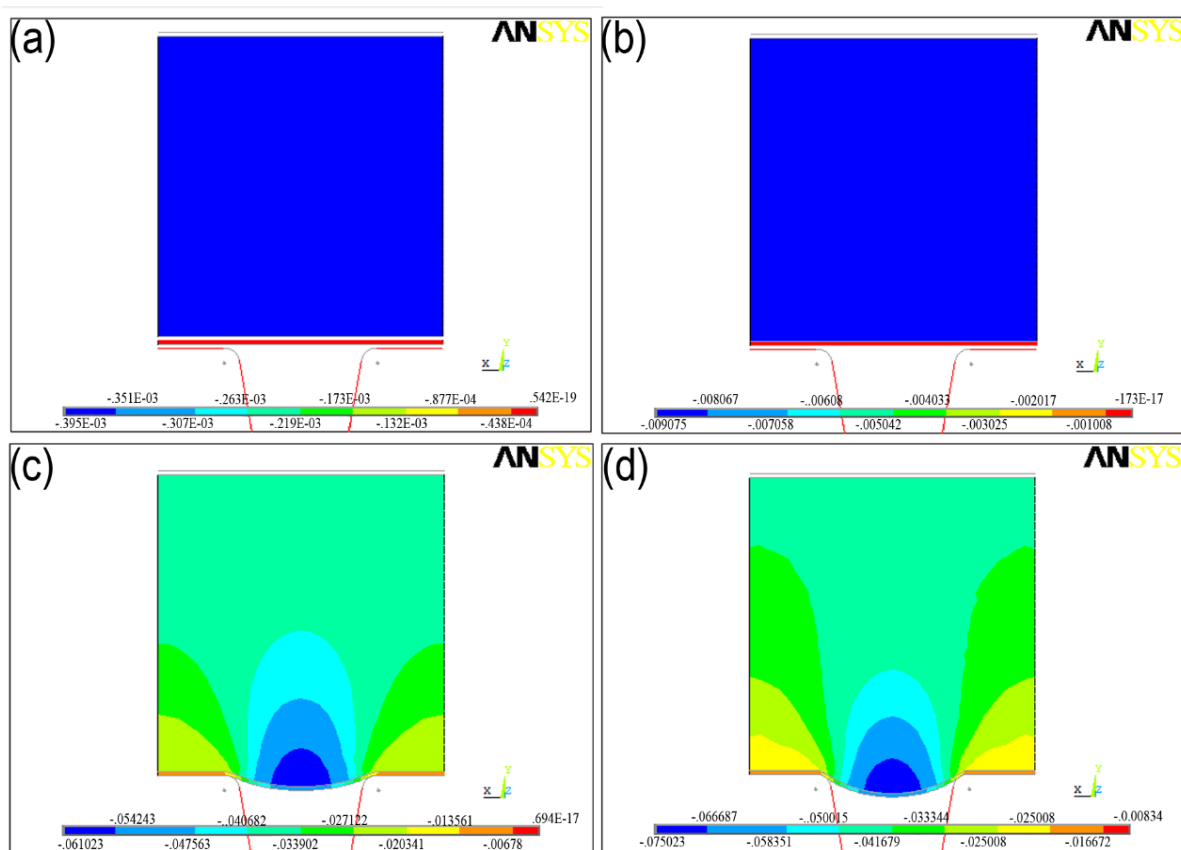 (a) ANSYS
X Y Z
-.351E-03 -.263E-03 -.173E-03 -.877E-04 .542E-19
-.395E-03 -.307E-03 -.219E-03 -.132E-03 -.438E-04
(b) ANSYS
X Y Z
-.008067 -.00608 -.004033 -.002017 -173E-17
-.009075 -.007058 -.005042 -.003025 -.001008
(c) ANSYS
X Y Z
-.054243 -.040682 -.027122 -.013561 .694E-17
-.061023 -.047563 -.033902 -.020341 -.00678
(d) ANSYS
X Y Z
-.066687 -.050015 -.033344 -.025008 -0.00834
-.075023 -.058351 -.041679 -.025008 -.016672